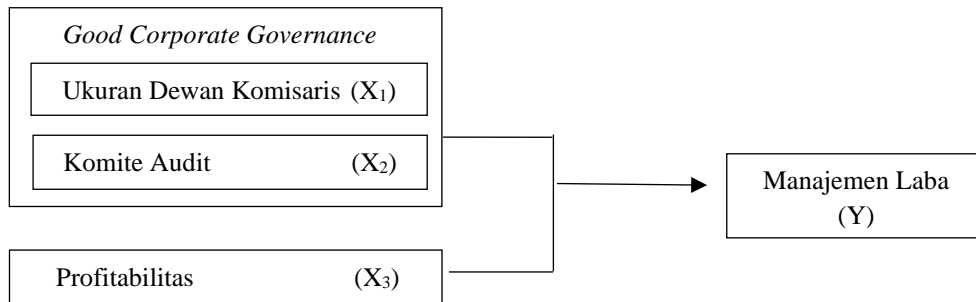 Good Corporate Governance
Ukuran Dewan Komisaris (X₁)
Komite Audit (X₂)
Manajemen Laba
(Y)
Profitabilitas (X₃)